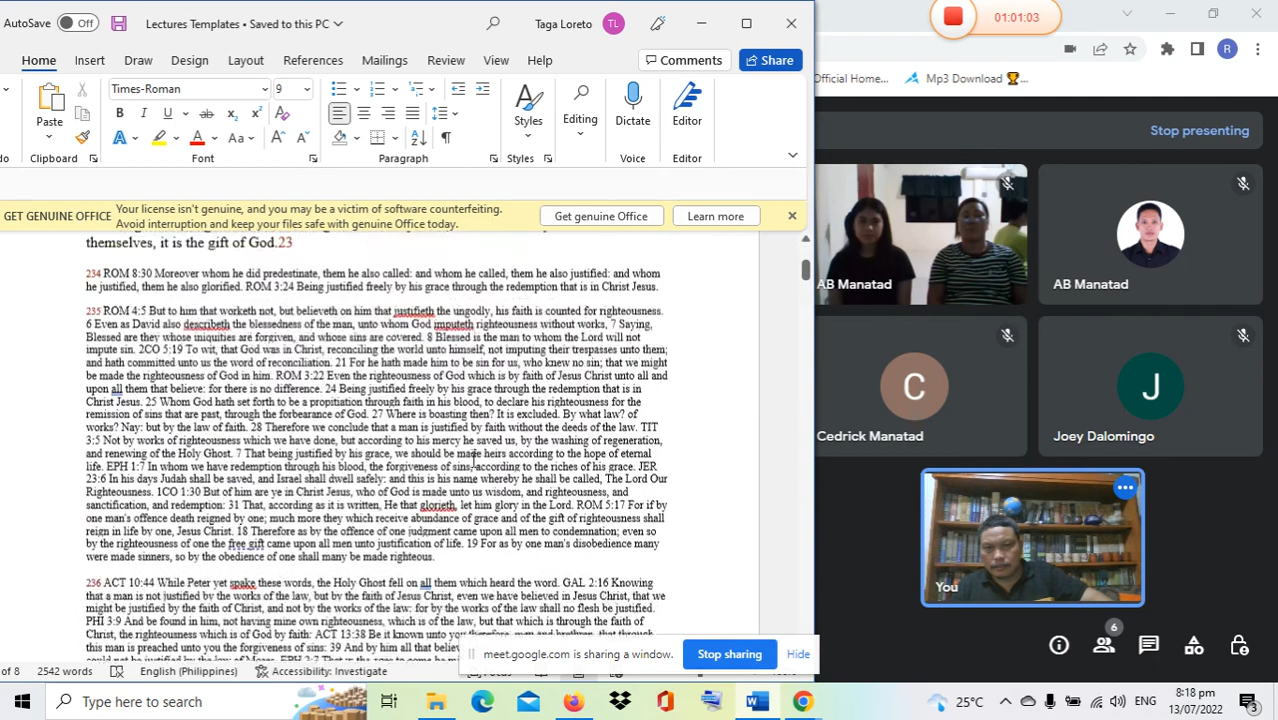 AutoSave Off Lectures Templates • Saved to this PC Taga Loreto TL
01:01:03
Home Insert Draw Design Layout References Mailings Review View Help Comments Share
R
Official Home... Mp3 Download
Times-Roman 9
Paste Styles Editing Dictate Editor
Clipboard Font Paragraph Styles Voice Editor
Stop presenting
GET GENUINE OFFICE Your license isn't genuine, and you may be a victim of software counterfeiting.
Avoid interruption and keep your files safe with genuine Office today. Get genuine Office Learn more
themselves, it is the gift of God.23
234 ROM 8:30 Moreover whom he did predestinate, them he also called: and whom he called, them he also justified: and whom
he justified, them he also glorified. ROM 3:24 Being justified freely by his grace through the redemption that is in Christ Jesus.
235 ROM 4:5 But to him that worketh not, but believeth on him that justifieth the ungodly, his faith is counted for righteousness.
6 Even as David also describeth the blessedness of the man, unto whom God imputeth righteousness without works, 7 Saying,
Blessed are they whose iniquities are forgiven, and whose sins are covered. 8 Blessed is the man to whom the Lord will not
impute sin. 2CO 5:19 To wit, that God was in Christ, reconciling the world unto himself, not imputing their trespasses unto them;
and hath committed unto us the word of reconciliation. 21 For he hath made him to be sin for us, who knew no sin; that we might
be made the righteousness of God in him. ROM 3:22 Even the righteousness of God which is by faith of Jesus Christ unto all and
upon all them that believe: for there is no difference. 24 Being justified freely by his grace through the redemption that is in
Christ Jesus. 25 Whom God hath set forth to be a propitiation through faith in his blood, to declare his righteousness for the
remission of sins that are past, through the forbearance of God. 27 Where is boasting then? It is excluded. By what law? of
works? Nay: but by the law of faith. 28 Therefore we conclude that a man is justified by faith without the deeds of the law. TIT
3:5 Not by works of righteousness which we have done, but according to his mercy he saved us, by the washing of regeneration,
and renewing of the Holy Ghost. 7 That being justified by his grace, we should be made heirs according to the hope of eternal
life. EPH 1:7 In whom we have redemption through his blood, the forgiveness of sins, according to the riches of his grace. JER
23:6 In his days Judah shall be saved, and Israel shall dwell safely: and this is his name whereby he shall be called, The Lord Our
Righteousness. 1CO 1:30 But of him are ye in Christ Jesus, who of God is made unto us wisdom, and righteousness, and
sanctification, and redemption: 31 That, according as it is written, He that glorieth, let him glory in the Lord. ROM 5:17 For if by
one man's offence death reigned by one; much more they which receive abundance of grace and of the gift of righteousness shall
reign in life by one, Jesus Christ. 18 Therefore as by the offence of one judgment came upon all men to condemnation; even so
by the righteousness of one the free gift came upon all men unto justification of life. 19 For as by one man's disobedience many
were made sinners, so by the obedience of one shall many be made righteous.
236 ACT 10:44 While Peter yet spake these words, the Holy Ghost fell on all them which heard the word. GAL 2:16 Knowing
that a man is not justified by the works of the law, but by the faith of Jesus Christ, even we have believed in Jesus Christ, that we
might be justified by the faith of Christ, and not by the works of the law: for by the works of the law shall no flesh be justified.
PHI 3:9 And be found in him, not having mine own righteousness, which is of the law, but that which is through the faith of
Christ, the righteousness which is of God by faith: ACT 13:38 Be it known unto you therefore, men and brethren, that through
this man is preached unto you the forgiveness of sins: 39 And by him all that believe
AB Manatad
AB Manatad
C
Cedrick Manatad
J
Joey Dalomingo
You
6
meet.google.com is sharing a window. Stop sharing Hide
of 8 2542 words English (Philippines) Accessibility: Investigate
Type here to search
25°C ENG 8:18 pm
13/07/2022 3